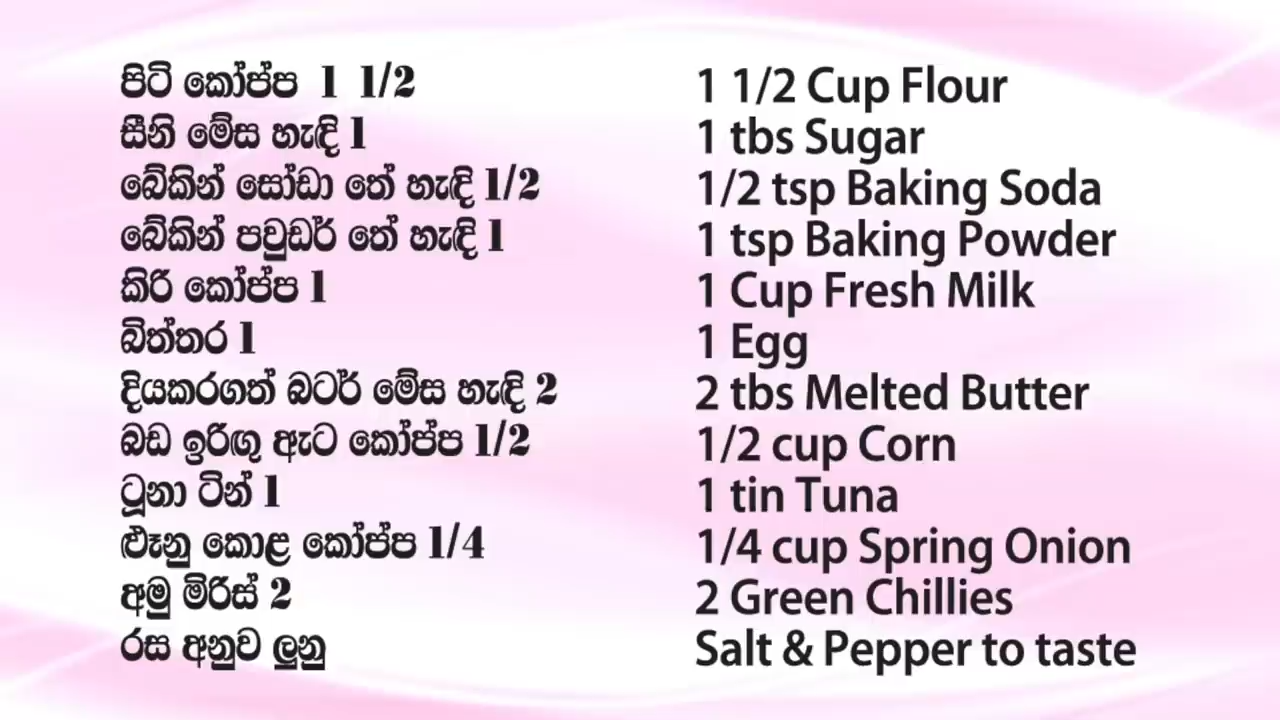 පිටි කෝප්ප 1 1/2
සීනි මේස හැඳි 1
බේකින් සෝඩා තේ හැඳි 1/2
බේකින් පවුඩර් තේ හැඳි 1
කිරි කෝප්ප 1
බිත්තර 1
දියකරගත් බටර් මේස හැඳි 2
බඩ ඉරිඟු ඇට කෝප්ප 1/2
ටූනා ටින් 1
ළූනු කොළ කෝප්ප 1/4
අමු මිරිස් 2
රස අනුව ලුනු
1 1/2 Cup Flour
1 tbs Sugar
1/2 tsp Baking Soda
1 tsp Baking Powder
1 Cup Fresh Milk
1 Egg
2 tbs Melted Butter
1/2 cup Corn
1 tin Tuna
1/4 cup Spring Onion
2 Green Chillies
Salt & Pepper to taste